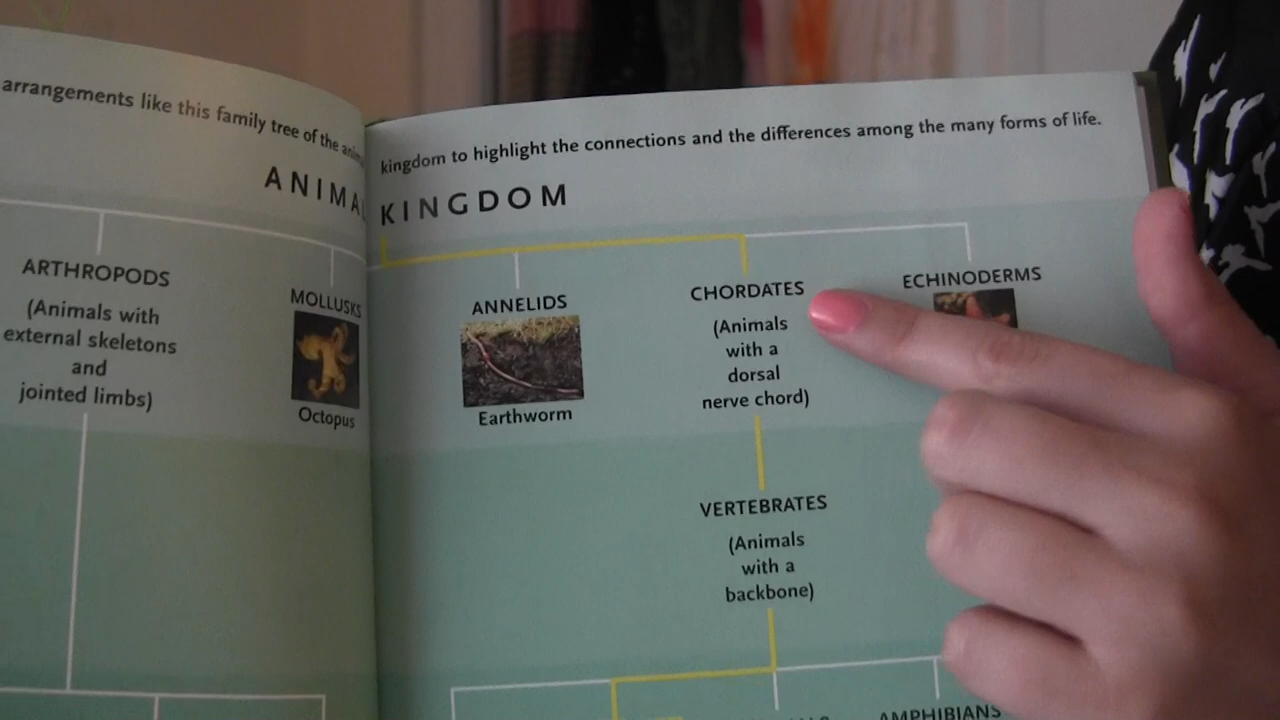 arrangements like this family tree of the
kingdom to highlight the connections and the differences among the many forms of life.
ANIMAL KINGDOM
ARTHROPODS
(Animals with
external skeletons
and
jointed limbs)
MOLLUSKS
Octopus
ANNELIDS
Earthworm
CHORDATES
(Animals
with a
dorsal
nerve chord)
ECHINODERMS
VERTEBRATES
(Animals
with a
backbone)
AMPHIBIANS